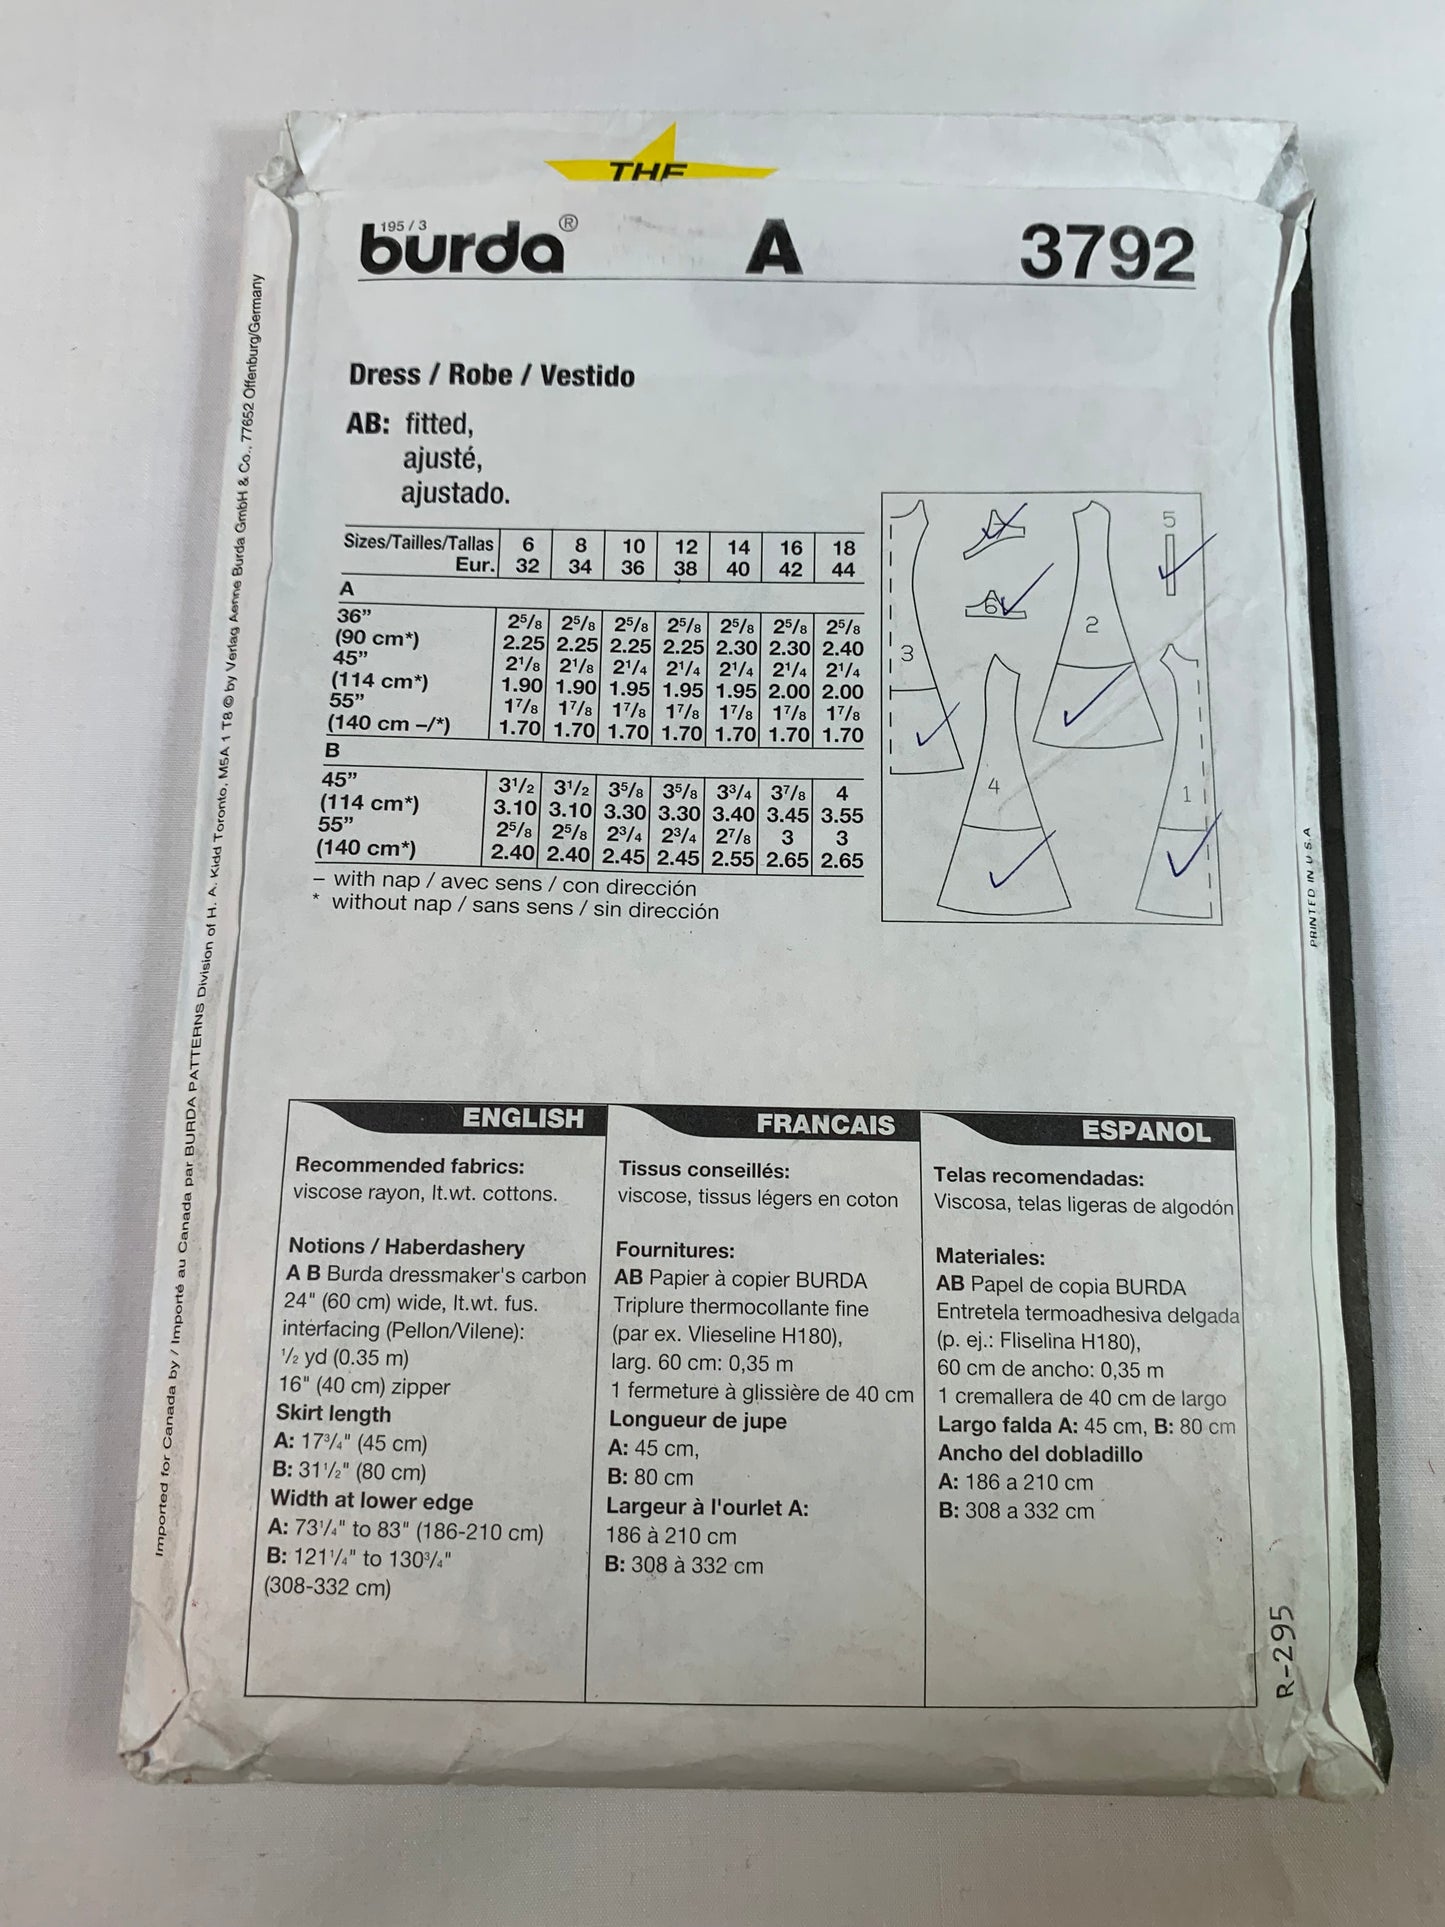 THE
195/3
burda®
A
3792
Dress / Robe / Vestido
AB: fitted,
ajusté,
ajustado.
Sizes/Tailles/Tallas 6 8 10 12 14 16 18
Eur. 32 34 36 38 40 42 44
A
36” 2⁵/₈ 2⁵/₈ 2⁵/₈ 2⁵/₈ 2⁵/₈ 2⁵/₈ 2⁵/₈
(90 cm*) 2.25 2.25 2.25 2.25 2.30 2.30 2.40
45” 2¹/₈ 2¹/₈ 2¹/₄ 2¹/₄ 2¹/₄ 2¹/₄ 2¹/₄
(114 cm*) 1.90 1.90 1.95 1.95 1.95 2.00 2.00
55” 1⁷/₈ 1⁷/₈ 1⁷/₈ 1⁷/₈ 1⁷/₈ 1⁷/₈ 1⁷/₈
(140 cm –/*) 1.70 1.70 1.70 1.70 1.70 1.70 1.70
B
45” 3¹/₂ 3¹/₂ 3⁵/₈ 3⁵/₈ 3³/₄ 3⁷/₈ 4
(114 cm*) 3.10 3.10 3.30 3.30 3.40 3.45 3.55
55” 2⁵/₈ 2⁵/₈ 2³/₄ 2³/₄ 2⁷/₈ 3 3
(140 cm*) 2.40 2.40 2.45 2.45 2.55 2.65 2.65
– with nap / avec sens / con dirección
* without nap / sans sens / sin dirección
5
6
2
3
4
1
ENGLISH
Recommended fabrics:
viscose rayon, lt.wt. cottons.
Notions / Haberdashery
A B Burda dressmaker's carbon
24" (60 cm) wide, lt.wt. fus.
interfacing (Pellon/Vilene):
¹/₂ yd (0.35 m)
16" (40 cm) zipper
Skirt length
A: 17³/₄" (45 cm)
B: 31¹/₂" (80 cm)
Width at lower edge
A: 73¹/₄" to 83" (186-210 cm)
B: 121¹/₄" to 130³/₄"
(308-332 cm)
FRANCAIS
Tissus conseillés:
viscose, tissus légers en coton
Fournitures:
AB Papier à copier BURDA
Triplure thermocollante fine
(par ex. Vlieseline H180),
larg. 60 cm: 0,35 m
1 fermeture à glissière de 40 cm
Longueur de jupe
A: 45 cm,
B: 80 cm
Largeur à l'ourlet A:
186 à 210 cm
B: 308 à 332 cm
ESPANOL
Telas recomendadas:
Viscosa, telas ligeras de algodón
Materiales:
AB Papel de copia BURDA
Entretela termoadhesiva delgada
(p. ej.: Fliselina H180),
60 cm de ancho: 0,35 m
1 cremallera de 40 cm de largo
Largo falda A: 45 cm, B: 80 cm
Ancho del dobladillo
A: 186 a 210 cm
B: 308 a 332 cm
Imported for Canada by / Importé au Canada par BURDA PATTERNS Division of H. A. Kidd Toronto, M5A 1 T8 © by Verlag Aenne Burda GmbH & Co., 77652 Offenburg/Germany
PRINTED IN U.S.A
R-295